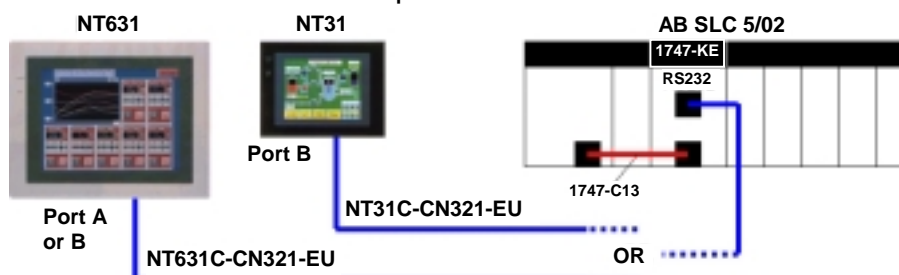 NT631
NT31
AB SLC 5/02
1747-KE
RS232
Port B
1747-C13
Port A
or B
NT31C-CN321-EU
OR
NT631C-CN321-EU